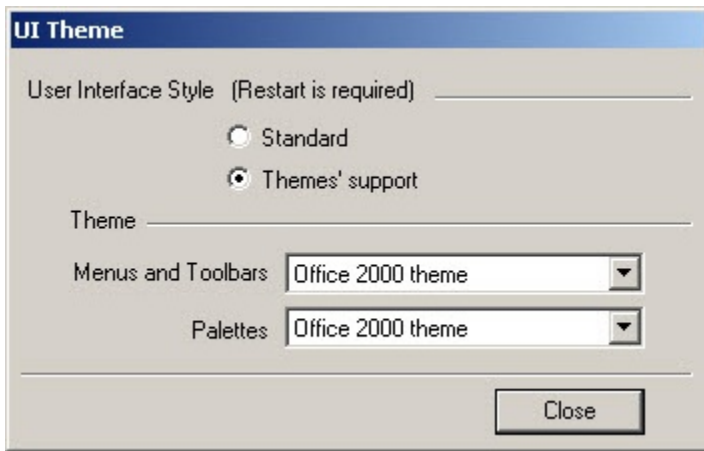 UI Theme
User Interface Style (Restart is required)
Standard
Themes' support
Theme
Menus and Toolbars Office 2000 theme
Palettes Office 2000 theme
Close